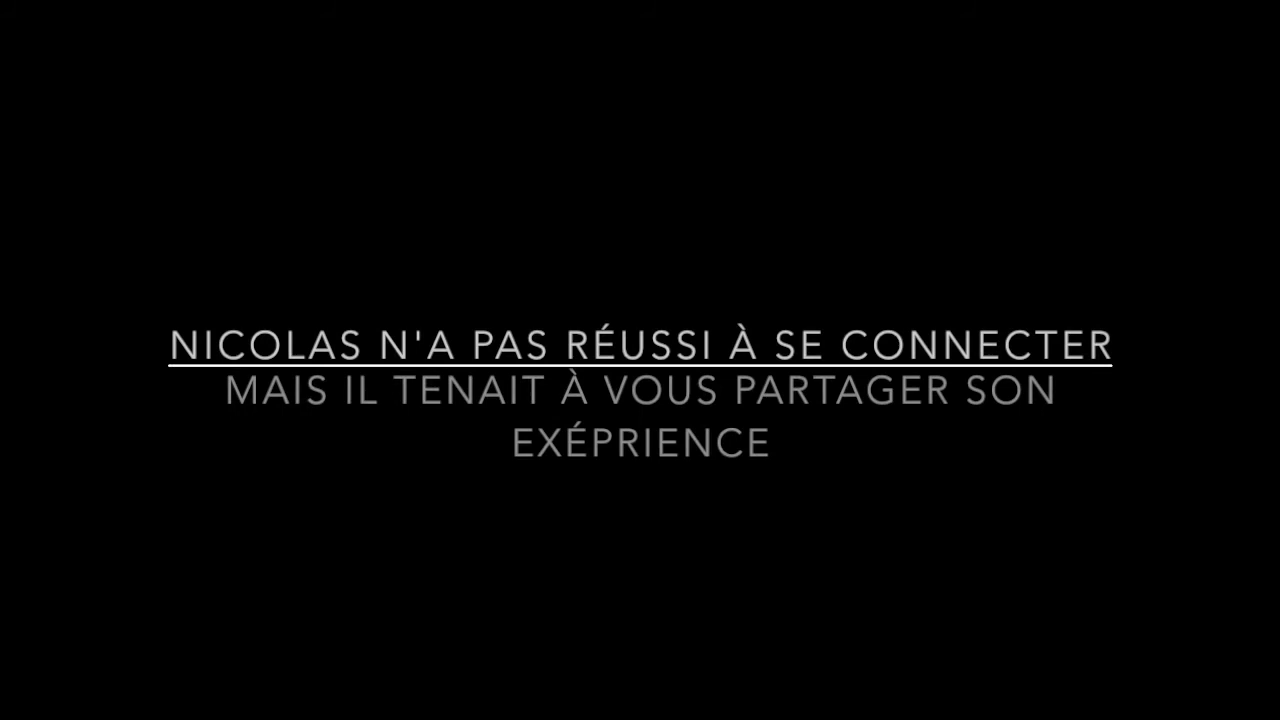 NICOLAS N'A PAS RÉUSSI À SE CONNECTER
MAIS IL TENAIT À VOUS PARTAGER SON
EXÉPRIENCE